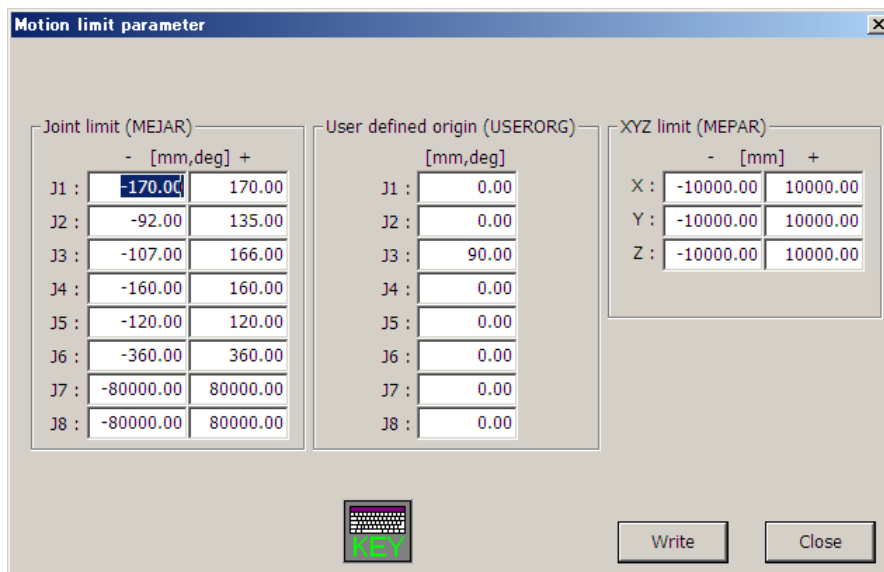 Motion limit parameter
Joint limit (MEJAR)
- [mm,deg] +
J1 : -170.00 170.00
J2 : -92.00 135.00
J3 : -107.00 166.00
J4 : -160.00 160.00
J5 : -120.00 120.00
J6 : -360.00 360.00
J7 : -80000.00 80000.00
J8 : -80000.00 80000.00
User defined origin (USERORG)
[mm,deg]
J1 : 0.00
J2 : 0.00
J3 : 90.00
J4 : 0.00
J5 : 0.00
J6 : 0.00
J7 : 0.00
J8 : 0.00
XYZ limit (MEPAR)
- [mm] +
X : -10000.00 10000.00
Y : -10000.00 10000.00
Z : -10000.00 10000.00
KEY
Write
Close